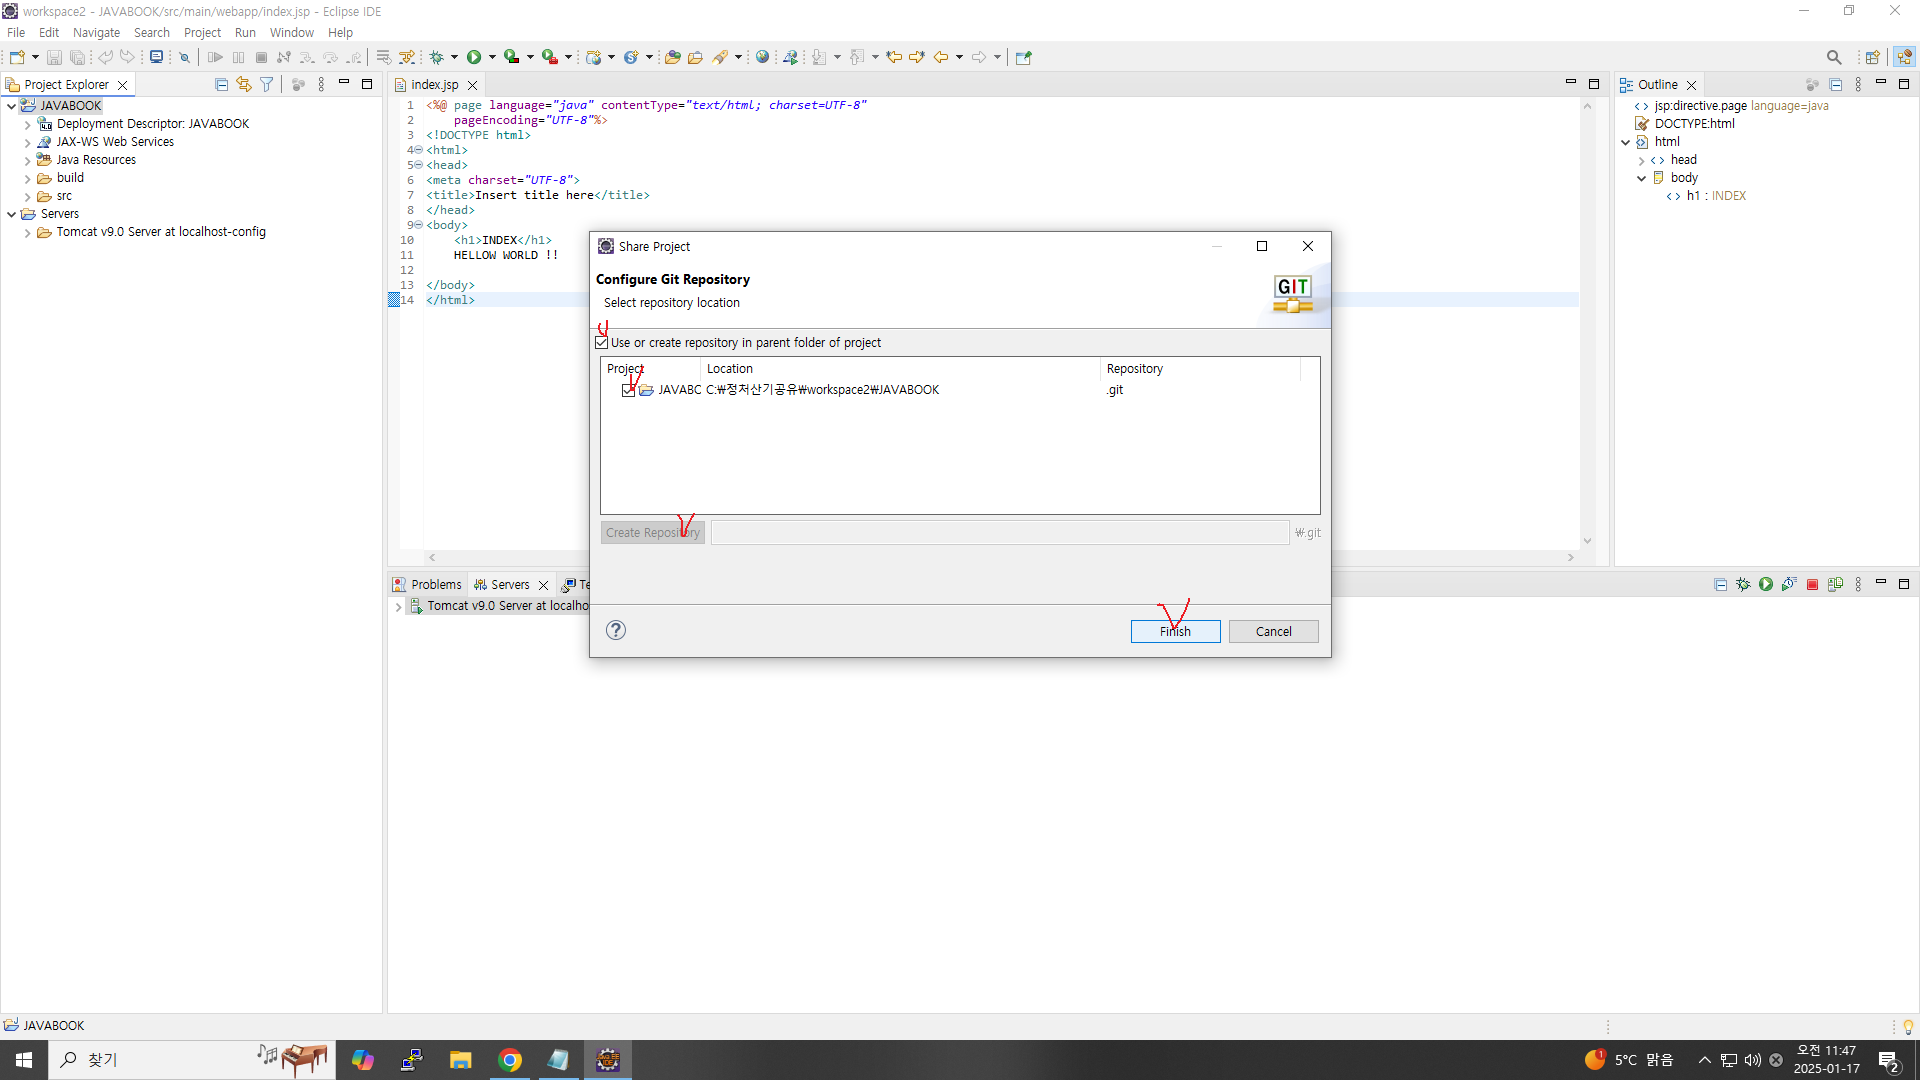 workspace2 - JAVABOOK/src/main/webapp/index.jsp - Eclipse IDE
File Edit Navigate Search Project Run Window Help
Project Explorer
JAVABOOK
Deployment Descriptor: JAVABOOK
JAX-WS Web Services
Java Resources
build
src
Servers
Tomcat v9.0 Server at localhost-config
index.jsp
1 <%@ page language="java" contentType="text/html; charset=UTF-8"
2 pageEncoding="UTF-8"%>
3 <!DOCTYPE html>
4 <html>
5 <head>
6 <meta charset="UTF-8">
7 <title>Insert title here</title>
8 </head>
9 <body>
10 <h1>INDEX</h1>
11 HELLOW WORLD !!
12
13 </body>
14 </html>
Outline
jsp:directive.page language=java
DOCTYPE:html
html
head
body
h1 : INDEX
Share Project
Configure Git Repository
Select repository location
GIT
Use or create repository in parent folder of project
Project Location Repository
JAVABC C:₩정처산기공유₩workspace2₩JAVABOOK .git
Create Repository ₩.git
? Finish Cancel
Problems Servers Te
Tomcat v9.0 Server at localho
JAVABOOK
찾기
1 5°C 맑음
오전 11:47
2025-01-17
2